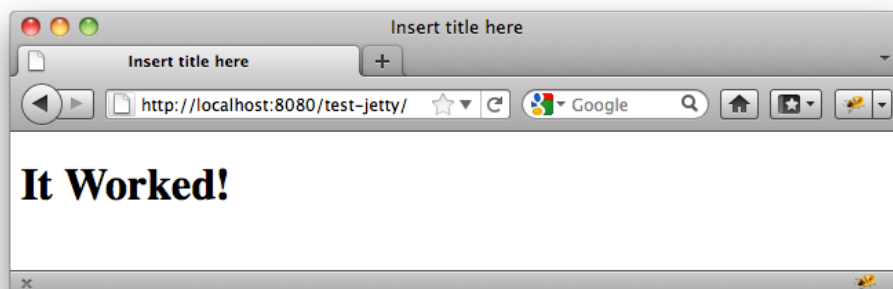 Insert title here
Insert title here
http://localhost:8080/test-jetty/ Google
It Worked!